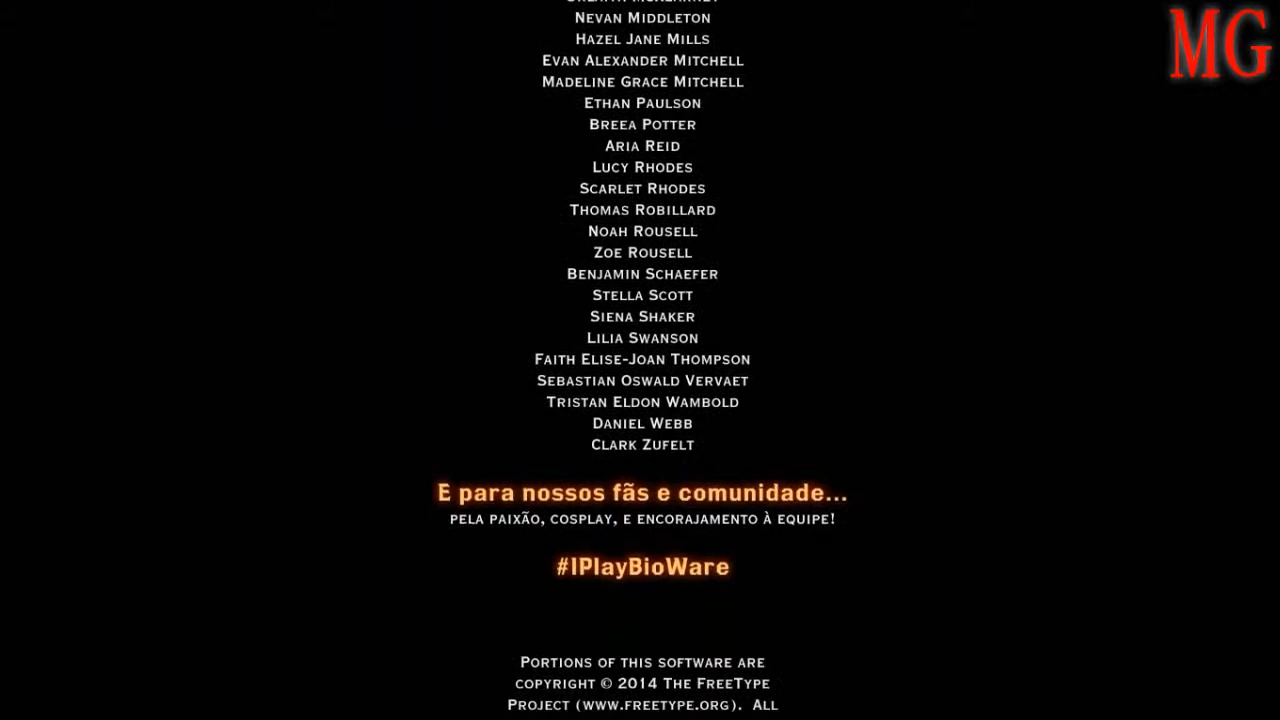 MG
Nevan Middleton
Hazel Jane Mills
Evan Alexander Mitchell
Madeline Grace Mitchell
Ethan Paulson
Breea Potter
Aria Reid
Lucy Rhodes
Scarlet Rhodes
Thomas Robillard
Noah Rousell
Zoe Rousell
Benjamin Schaefer
Stella Scott
Siena Shaker
Lilia Swanson
Faith Elise-Joan Thompson
Sebastian Oswald Vervaet
Tristan Eldon Wambold
Daniel Webb
Clark Zufelt
E para nossos fãs e comunidade...
pela paixão, cosplay, e encorajamento à equipe!
#IPlayBioWare
Portions of this software are
copyright © 2014 The FreeType
Project (www.freetype.org). All